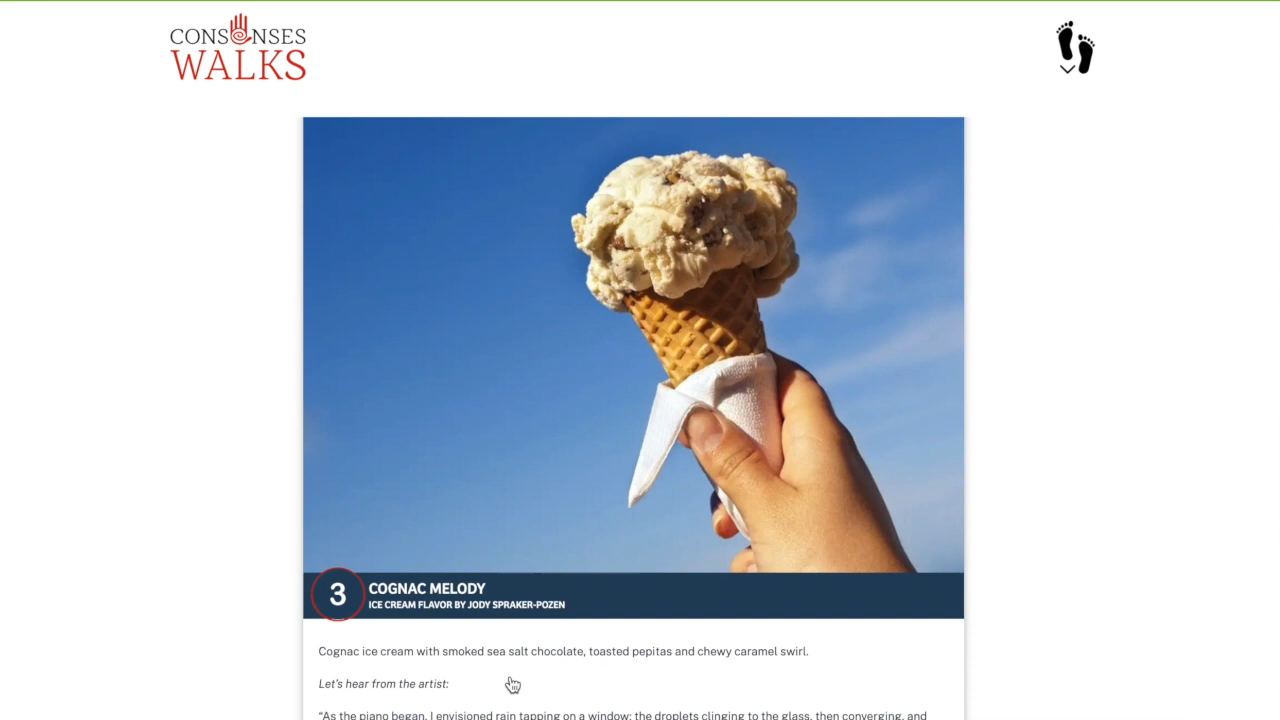 CONSENSES
WALKS
3
COGNAC MELODY
ICE CREAM FLAVOR BY JODY SPRAKER-POZEN
Cognac ice cream with smoked sea salt chocolate, toasted pepitas and chewy caramel swirl.
Let's hear from the artist:
“As the piano began, I envisioned rain tapping on a window; the droplets clinging to the glass, then converging, and